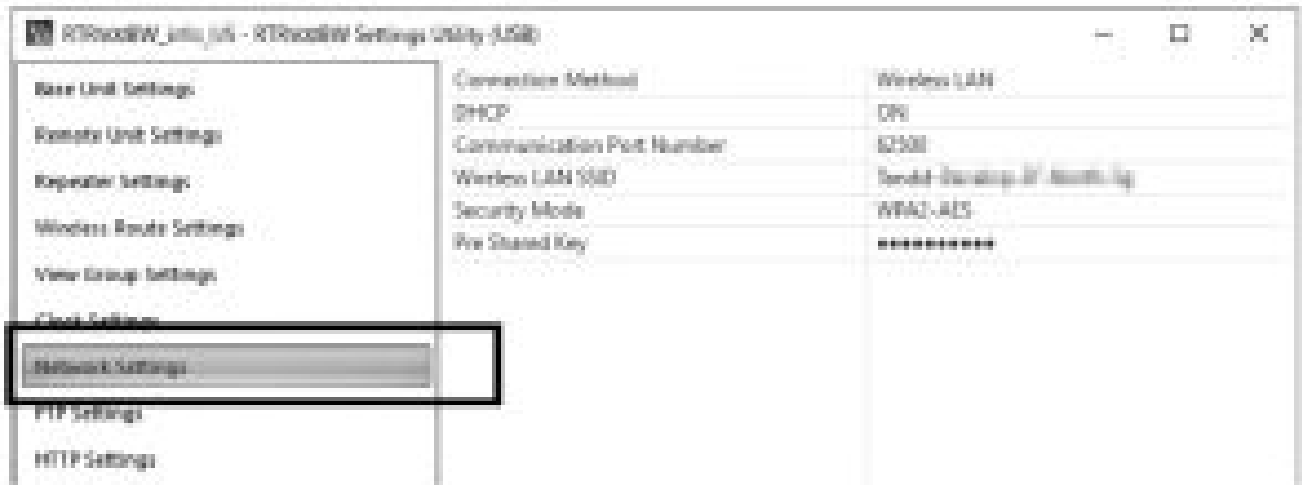 RTR500BW Settings Utility (USB)
Base Unit Settings
Remote Unit Settings
Repeater Settings
Wireless Route Settings
View Group Settings
Clock Settings
Network Settings
FTP Settings
HTTP Settings
Connection Method Wireless LAN
DHCP ON
Communication Port Number 62500
Wireless LAN SSID
Security Mode WPA2-AES
Pre Shared Key ••••••••••